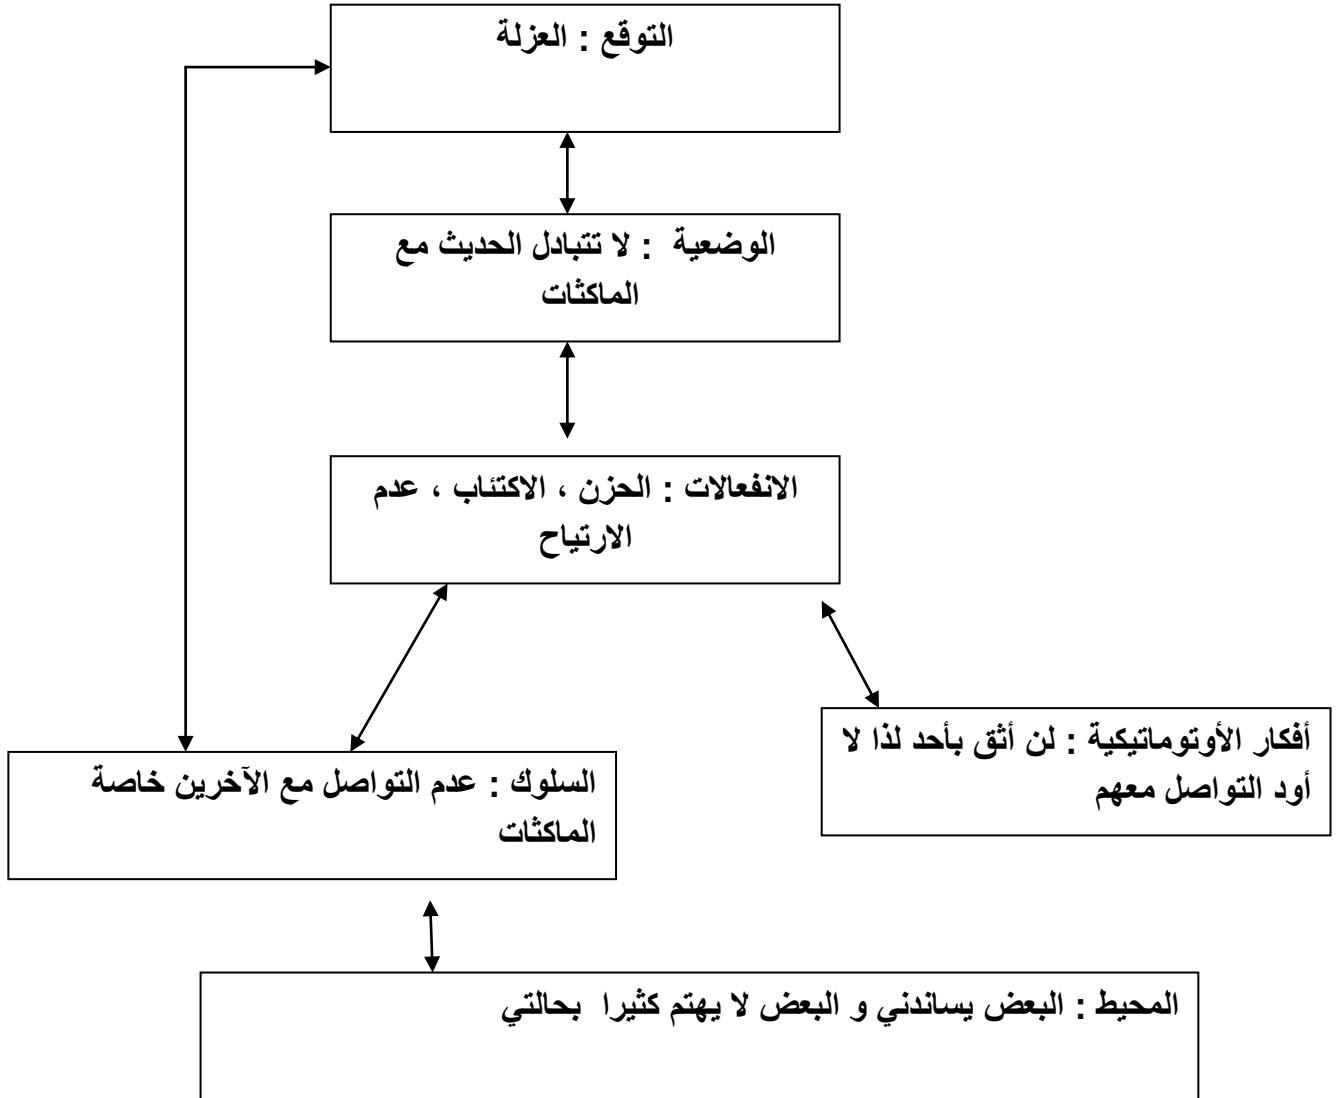 التوقع : العزلة
الوضعية : لا تتبادل الحديث مع
الماكثات
الانفعالات : الحزن ، الاكتئاب ، عدم
الارتياح
أفكار الأوتوماتيكية : لن أثق بأحد لذا لا
أود التواصل معهم
السلوك : عدم التواصل مع الآخرين خاصة
الماكثات
المحيط : البعض يساندني و البعض لا يهتم كثيرا بحالتي